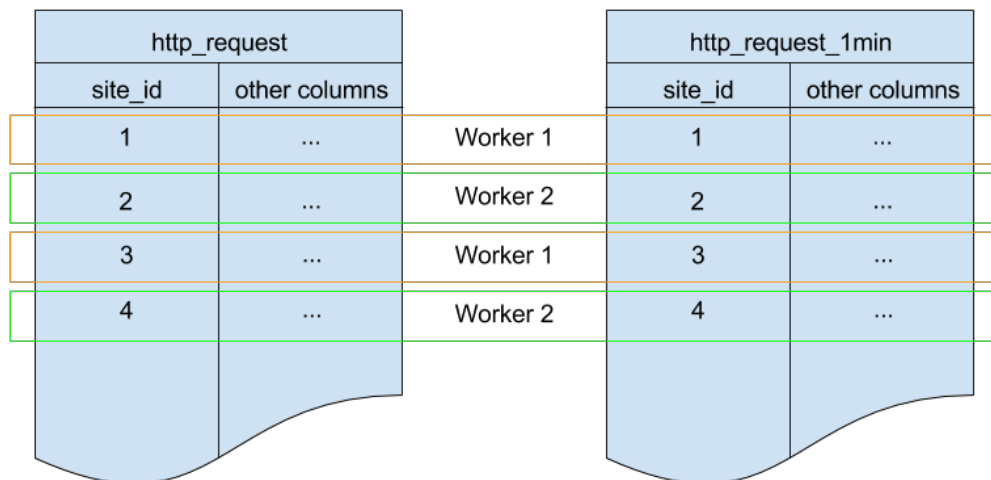 http_request http_request_1min
site_id other columns site_id other columns
1 ... Worker 1 1 ...
2 ... Worker 2 2 ...
3 ... Worker 1 3 ...
4 ... Worker 2 4 ...